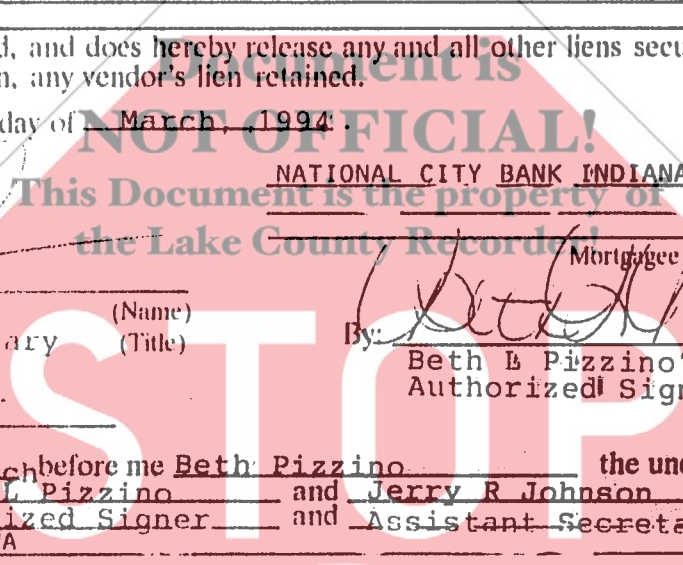 d, and does hereby release any and all other liens secu
n, any vendor's lien retained.
Document is
day of March, 1994.
NOT OFFICIAL!
NATIONAL CITY BANK INDIANA
This Document is the property of
the Lake County Recorder!
Mortgagee
(Name)
ary (Title)
By:
Beth L Pizzino
Authorized Sign
STOP
ch before me Beth Pizzino the und
L Pizzino and Jerry R Johnson
ized Signer and Assistant Secreta
A